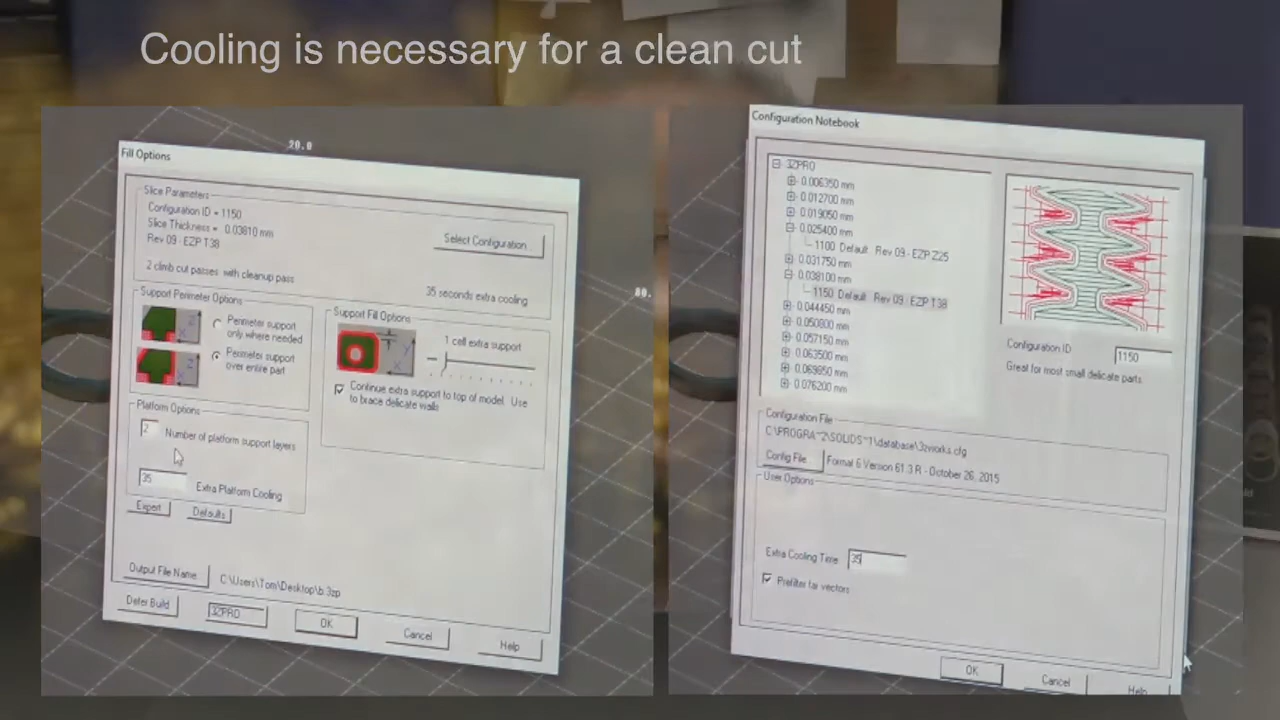 Cooling is necessary for a clean cut
20.0
Fill Options
Slice Parameters
Configuration ID = 1150
Slice Thickness = 0.03810 mm
Rev 09 - EZP T38
Select Configuration
2 climb cut passes with cleanup pass
35 seconds extra cooling
Support Perimeter Options
Perimeter support
only where needed
Perimeter support
over entire part
Support Fill Options
1 cell extra support
Continue extra support to top of model. Use
to brace delicate walls
Platform Options
2
Number of platform support layers
35
Extra Platform Cooling
Expert
Defaults
Output File Name
C:\Users\Tom\Desktop\b.3zp
Defer Build
3ZPRO
OK
Cancel
Help
80.
Configuration Notebook
3ZPRO
0.006350 mm
0.012700 mm
0.019050 mm
0.025400 mm
1100 Default Rev 09 - EZP Z25
0.031750 mm
0.038100 mm
1150 Default Rev 09 - EZP T38
0.044450 mm
0.050800 mm
0.057150 mm
0.063500 mm
0.069850 mm
0.076200 mm
Configuration ID
1150
Great for most small delicate parts.
Configuration File
C:\PROGRA~2\SOLIDS~1\database\3zworks.cfg
Config File
Format 6 Version 61.3 R - October 26, 2015
User Options
Extra Cooling Time
35
Prefilter far vectors
OK
Cancel
Help